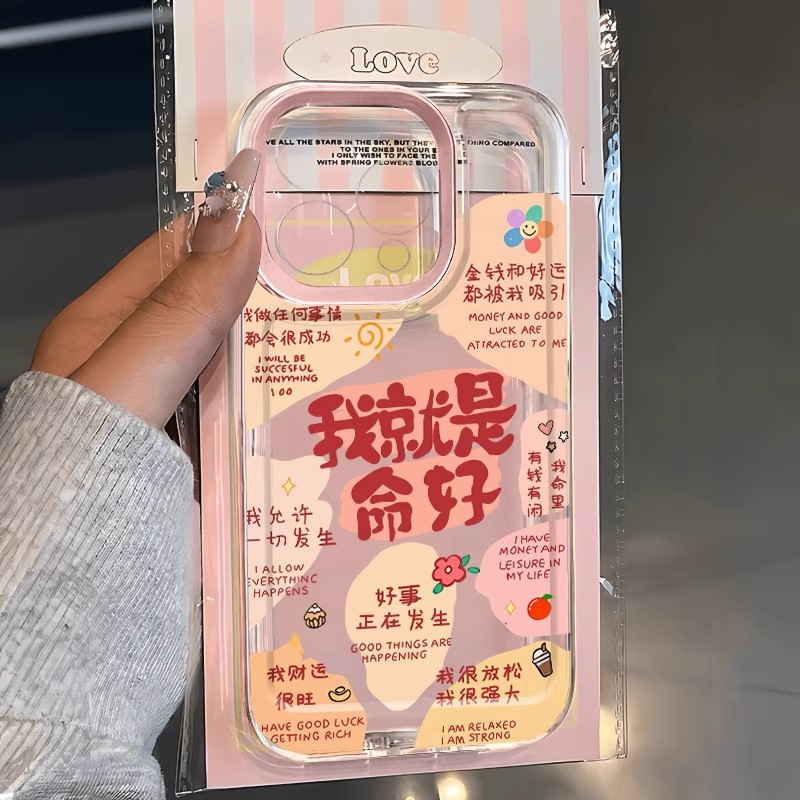 Love
VE ALL THE STARS IN THE SKY, BUT THEY THING COMPARED
TO THE ONES IN YOUR E
I ONLY WISH TO FACE THE
WITH SPRING FLOWERS BLOW
Love
金钱和好运
都被我吸引
MONEY AND GOOD
LUCK ARE
ATTRACTED TO ME
我做任何事情
都会很成功
I WILL BE
SUCCESFUL
IN ANYTHING
I DO
我就是
命好
我命里
有钱有闲
I HAVE
MONEY AND
LEISURE IN
MY LIFE
我允许
一切发生
I ALLOW
EVERYTHING
HAPPENS
好事
正在发生
GOOD THINGS ARE
HAPPENING
我财运
很旺
HAVE GOOD LUCK
GETTING RICH
我很放松
我很强大
I AM RELAXED
I AM STRONG